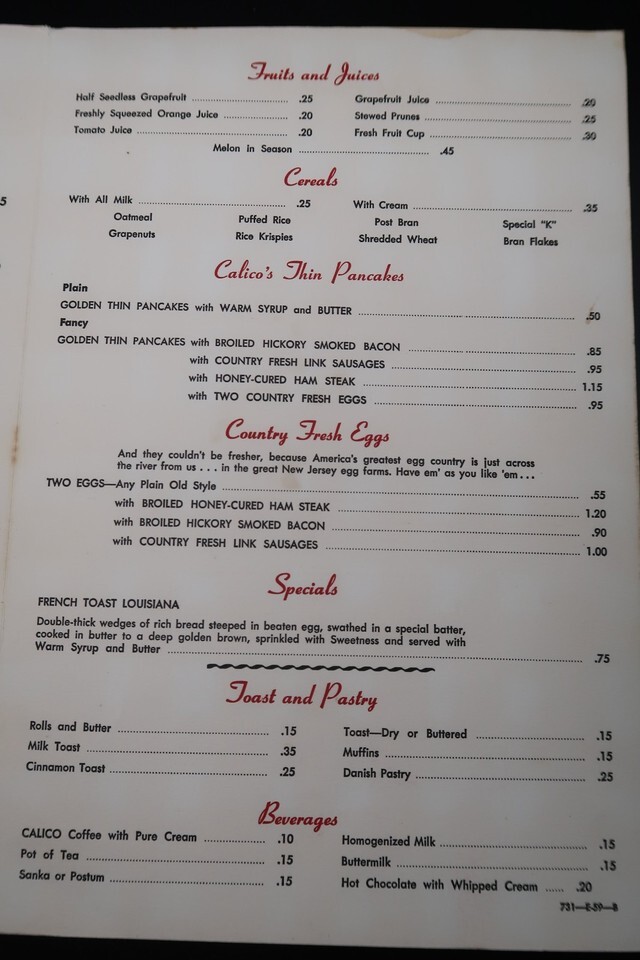 Fruits and Juices
Half Seedless Grapefruit .25 Grapefruit Juice .20
Freshly Squeezed Orange Juice .20 Stewed Prunes .25
Tomato Juice .20 Fresh Fruit Cup .30
Melon in Season .45
Cereals
5
With All Milk .25 With Cream .35
Oatmeal Puffed Rice Post Bran Special "K"
Grapenuts Rice Krispies Shredded Wheat Bran Flakes
Calico's Thin Pancakes
Plain
GOLDEN THIN PANCAKES with WARM SYRUP and BUTTER .50
Fancy
GOLDEN THIN PANCAKES with BROILED HICKORY SMOKED BACON .85
with COUNTRY FRESH LINK SAUSAGES .95
with HONEY-CURED HAM STEAK 1.15
with TWO COUNTRY FRESH EGGS .95
Country Fresh Eggs
And they couldn't be fresher, because America's greatest egg country is just across
the river from us . . . in the great New Jersey egg farms. Have em' as you like 'em . . .
TWO EGGS—Any Plain Old Style .55
with BROILED HONEY-CURED HAM STEAK 1.20
with BROILED HICKORY SMOKED BACON .90
with COUNTRY FRESH LINK SAUSAGES 1.00
Specials
FRENCH TOAST LOUISIANA
Double-thick wedges of rich bread steeped in beaten egg, swathed in a special batter,
cooked in butter to a deep golden brown, sprinkled with Sweetness and served with
Warm Syrup and Butter .75
Toast and Pastry
Rolls and Butter .15 Toast—Dry or Buttered .15
Milk Toast .35 Muffins .15
Cinnamon Toast .25 Danish Pastry .25
Beverages
CALICO Coffee with Pure Cream .10 Homogenized Milk .15
Pot of Tea .15 Buttermilk .15
Sanka or Postum .15 Hot Chocolate with Whipped Cream .20
731—E-59—B